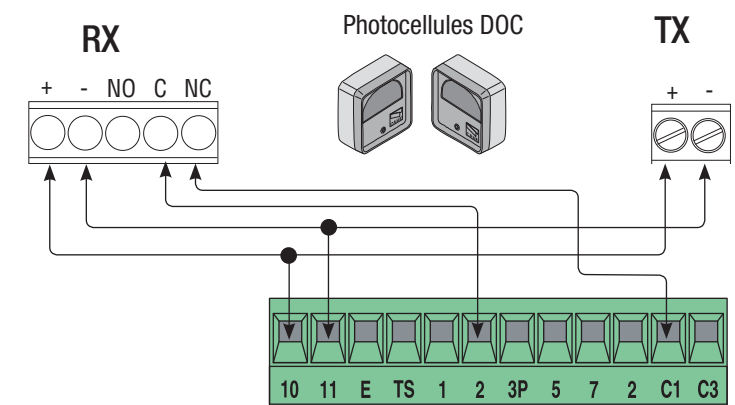 Photocellules DOC
RX
TX
+ - NO C NC
+ -
10 11 E TS 1 2 3P 5 7 2 C1 C3